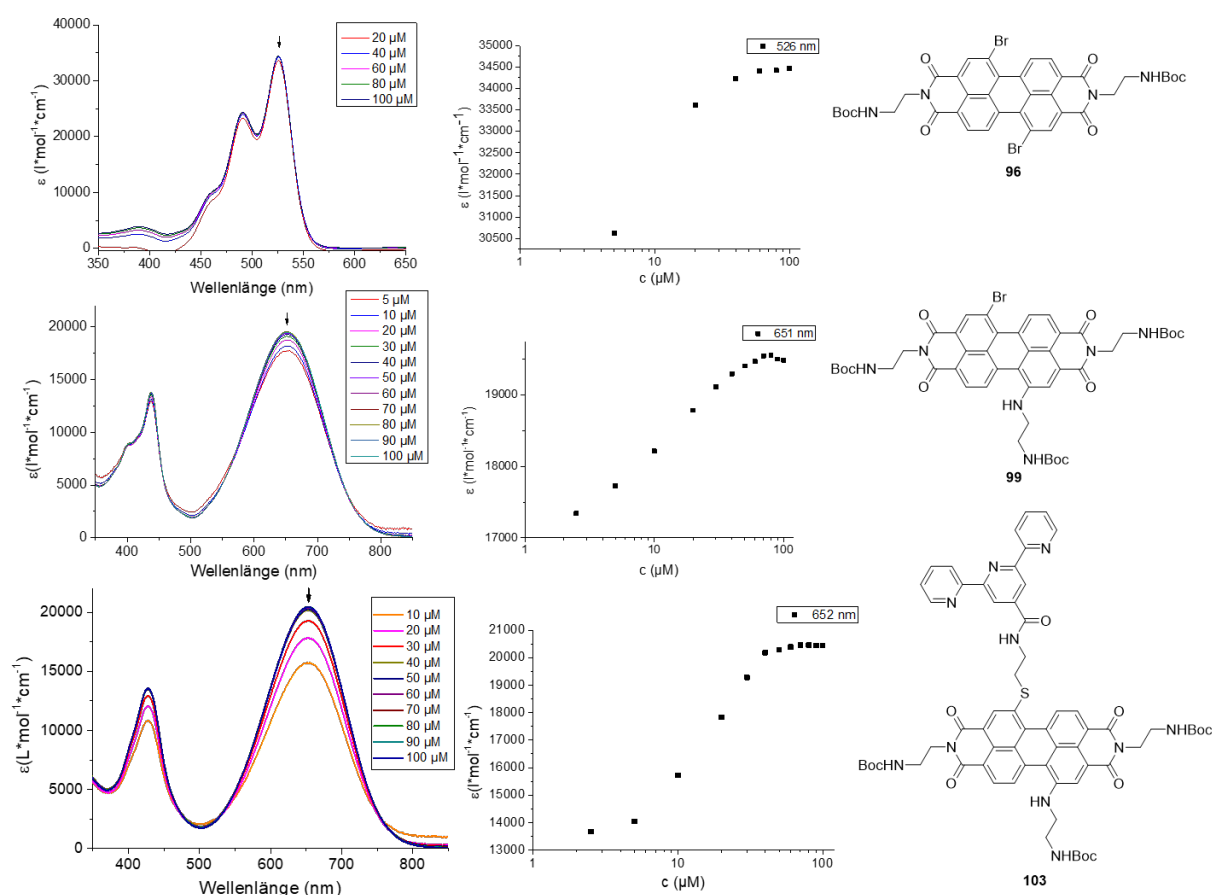 40000
30000
20000
10000
0
ε (l*mol⁻¹*cm⁻¹)
350 400 450 500 550 600 650
Wellenlänge (nm)
20 µM
40 µM
60 µM
80 µM
100 µM
35000
34500
34000
33500
33000
32500
32000
31500
31000
30500
ε (l*mol⁻¹*cm⁻¹)
1 10 100
c (µM)
526 nm
Br
O
O
NHBoc
N
N
BocHN
O
O
Br
96
20000
15000
10000
5000
0
ε(l*mol⁻¹*cm⁻¹)
400 500 600 700 800
Wellenlänge (nm)
5 µM
10 µM
20 µM
30 µM
40 µM
50 µM
60 µM
70 µM
80 µM
90 µM
100 µM
19000
18000
17000
ε (l*mol⁻¹*cm⁻¹)
1 10 100
c (µM)
651 nm
Br
O
O
NHBoc
N
N
BocHN
O
O
HN
NHBoc
99
20000
15000
10000
5000
0
ε(L*mol⁻¹*cm⁻¹)
400 500 600 700 800
Wellenlänge (nm)
10 µM
20 µM
30 µM
40 µM
50 µM
60 µM
70 µM
80 µM
90 µM
100 µM
21000
20000
19000
18000
17000
16000
15000
14000
13000
ε(l*mol⁻¹*cm⁻¹)
1 10 100
c (µM)
652 nm
N
N
N
O
HN
S
O
O
NHBoc
N
N
BocHN
O
O
HN
NHBoc
103